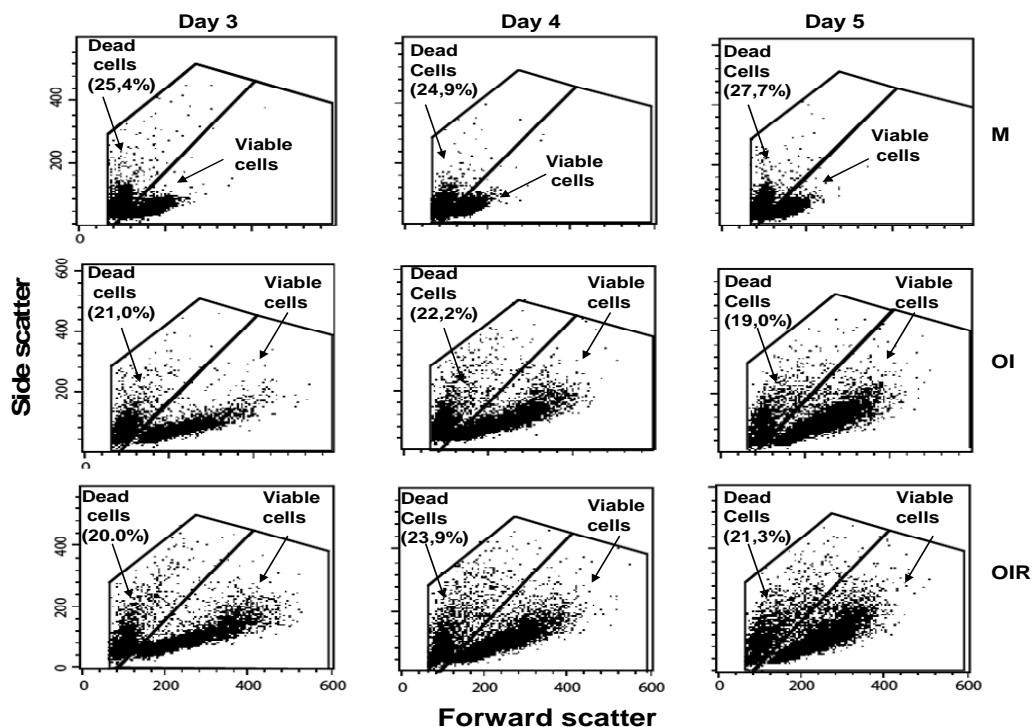 Day 3
Day 4
Day 5
Dead
cells
(25,4%)
Viable
cells
400
200
0
Dead
Cells
(24,9%)
Viable
cells
0
Dead
Cells
(27,7%)
Viable
cells
0
M
Side scatter
600
400
200
0
Dead
cells
(21,0%)
Viable
cells
Dead
Cells
(22,2%)
Viable
cells
Dead
Cells
(19,0%)
Viable
cells
OI
400
200
0
Dead
cells
(20.0%)
Viable
cells
Dead
Cells
(23,9%)
Viable
cells
Dead
Cells
(21,3%)
Viable
cells
OIR
0 200 400 600
0 200 400 600
0 200 400 600
Forward scatter